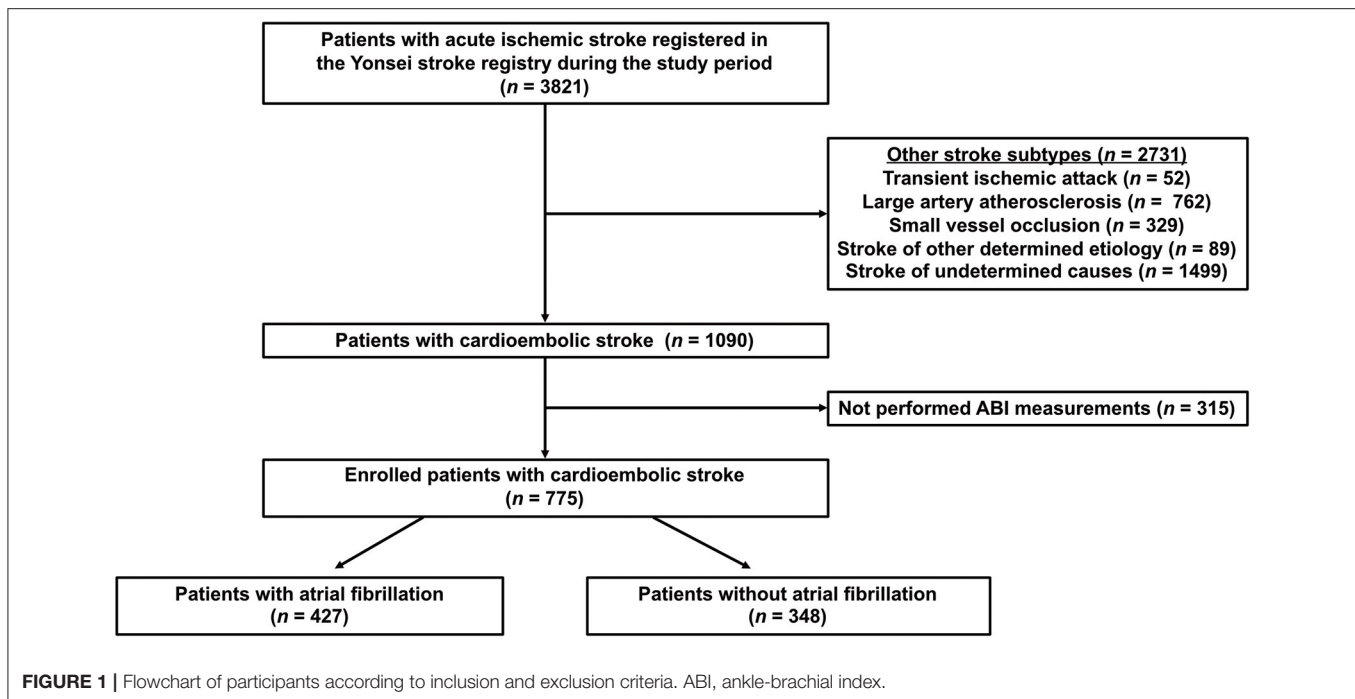 Patients with acute ischemic stroke registered in
the Yonsei stroke registry during the study period
(n = 3821)
Other stroke subtypes (n = 2731)
Transient ischemic attack (n = 52)
Large artery atherosclerosis (n = 762)
Small vessel occlusion (n = 329)
Stroke of other determined etiology (n = 89)
Stroke of undetermined causes (n = 1499)
Patients with cardioembolic stroke (n = 1090)
Not performed ABI measurements (n = 315)
Enrolled patients with cardioembolic stroke
(n = 775)
Patients with atrial fibrillation
(n = 427)
Patients without atrial fibrillation
(n = 348)
FIGURE 1 | Flowchart of participants according to inclusion and exclusion criteria. ABI, ankle-brachial index.